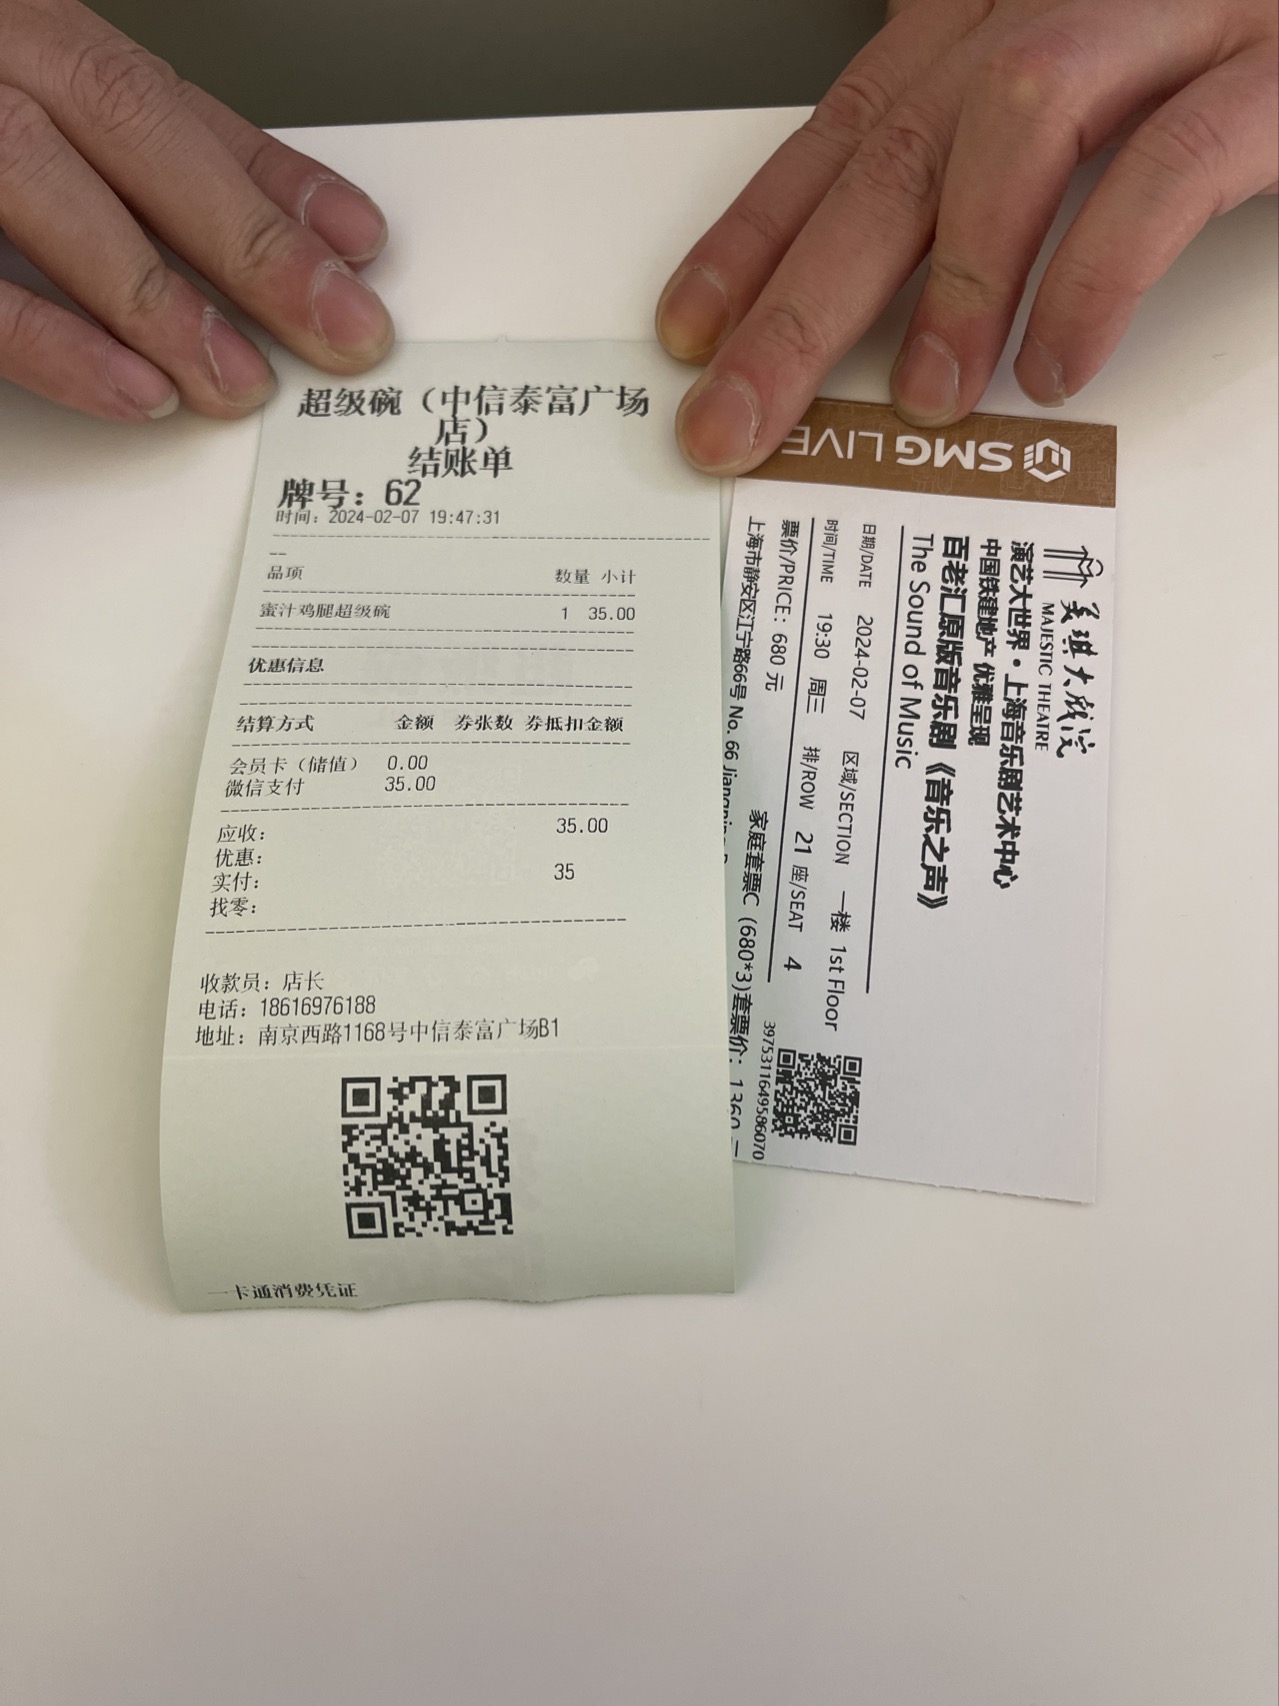 超级碗（中信泰富广场
店）
结账单
牌号：62
时间：2024-02-07 19:47:31
品项 数量 小计
蜜汁鸡腿超级碗 1 35.00
优惠信息
结算方式 金额 券张数 券抵扣金额
会员卡（储值） 0.00
微信支付 35.00
应收： 35.00
优惠：
实付： 35
找零：
收款员：店长
电话：18616976188
地址：南京西路1168号中信泰富广场B1
一卡通消费凭证
SMG LIVE
美琪大戏院
MAJESTIC THEATRE
演艺大世界·上海音乐剧艺术中心
中国铁建地产 优雅呈现
百老汇原版音乐剧《音乐之声》
The Sound of Music
日期/DATE 2024-02-07 区域/SECTION 一楼 1st Floor
时间/TIME 19:30 周三 排/ROW 21 座/SEAT 4
票价/PRICE：680 元
家庭套票C (680*3)套票价：1360
上海市静安区江宁路66号 No. 66 Jiangning
3975311649586070